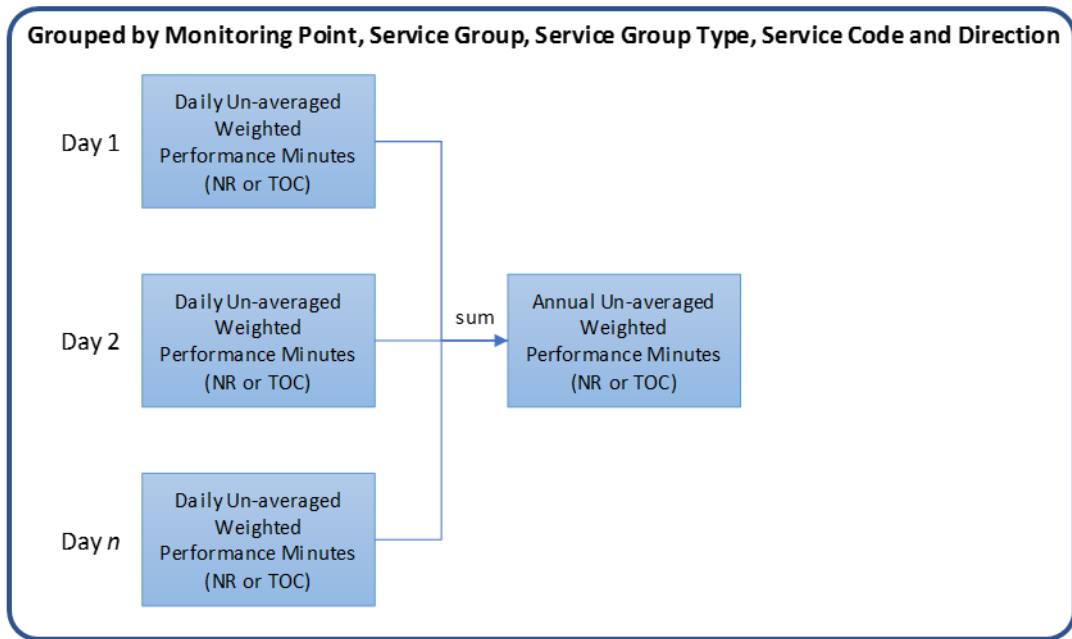 Grouped by Monitoring Point, Service Group, Service Group Type, Service Code and Direction
Day 1
Daily Un-averaged
Weighted
Performance Minutes
(NR or TOC)
Day 2
Daily Un-averaged
Weighted
Performance Minutes
(NR or TOC)
sum
Annual Un-averaged
Weighted
Performance Minutes
(NR or TOC)
Day n
Daily Un-averaged
Weighted
Performance Minutes
(NR or TOC)